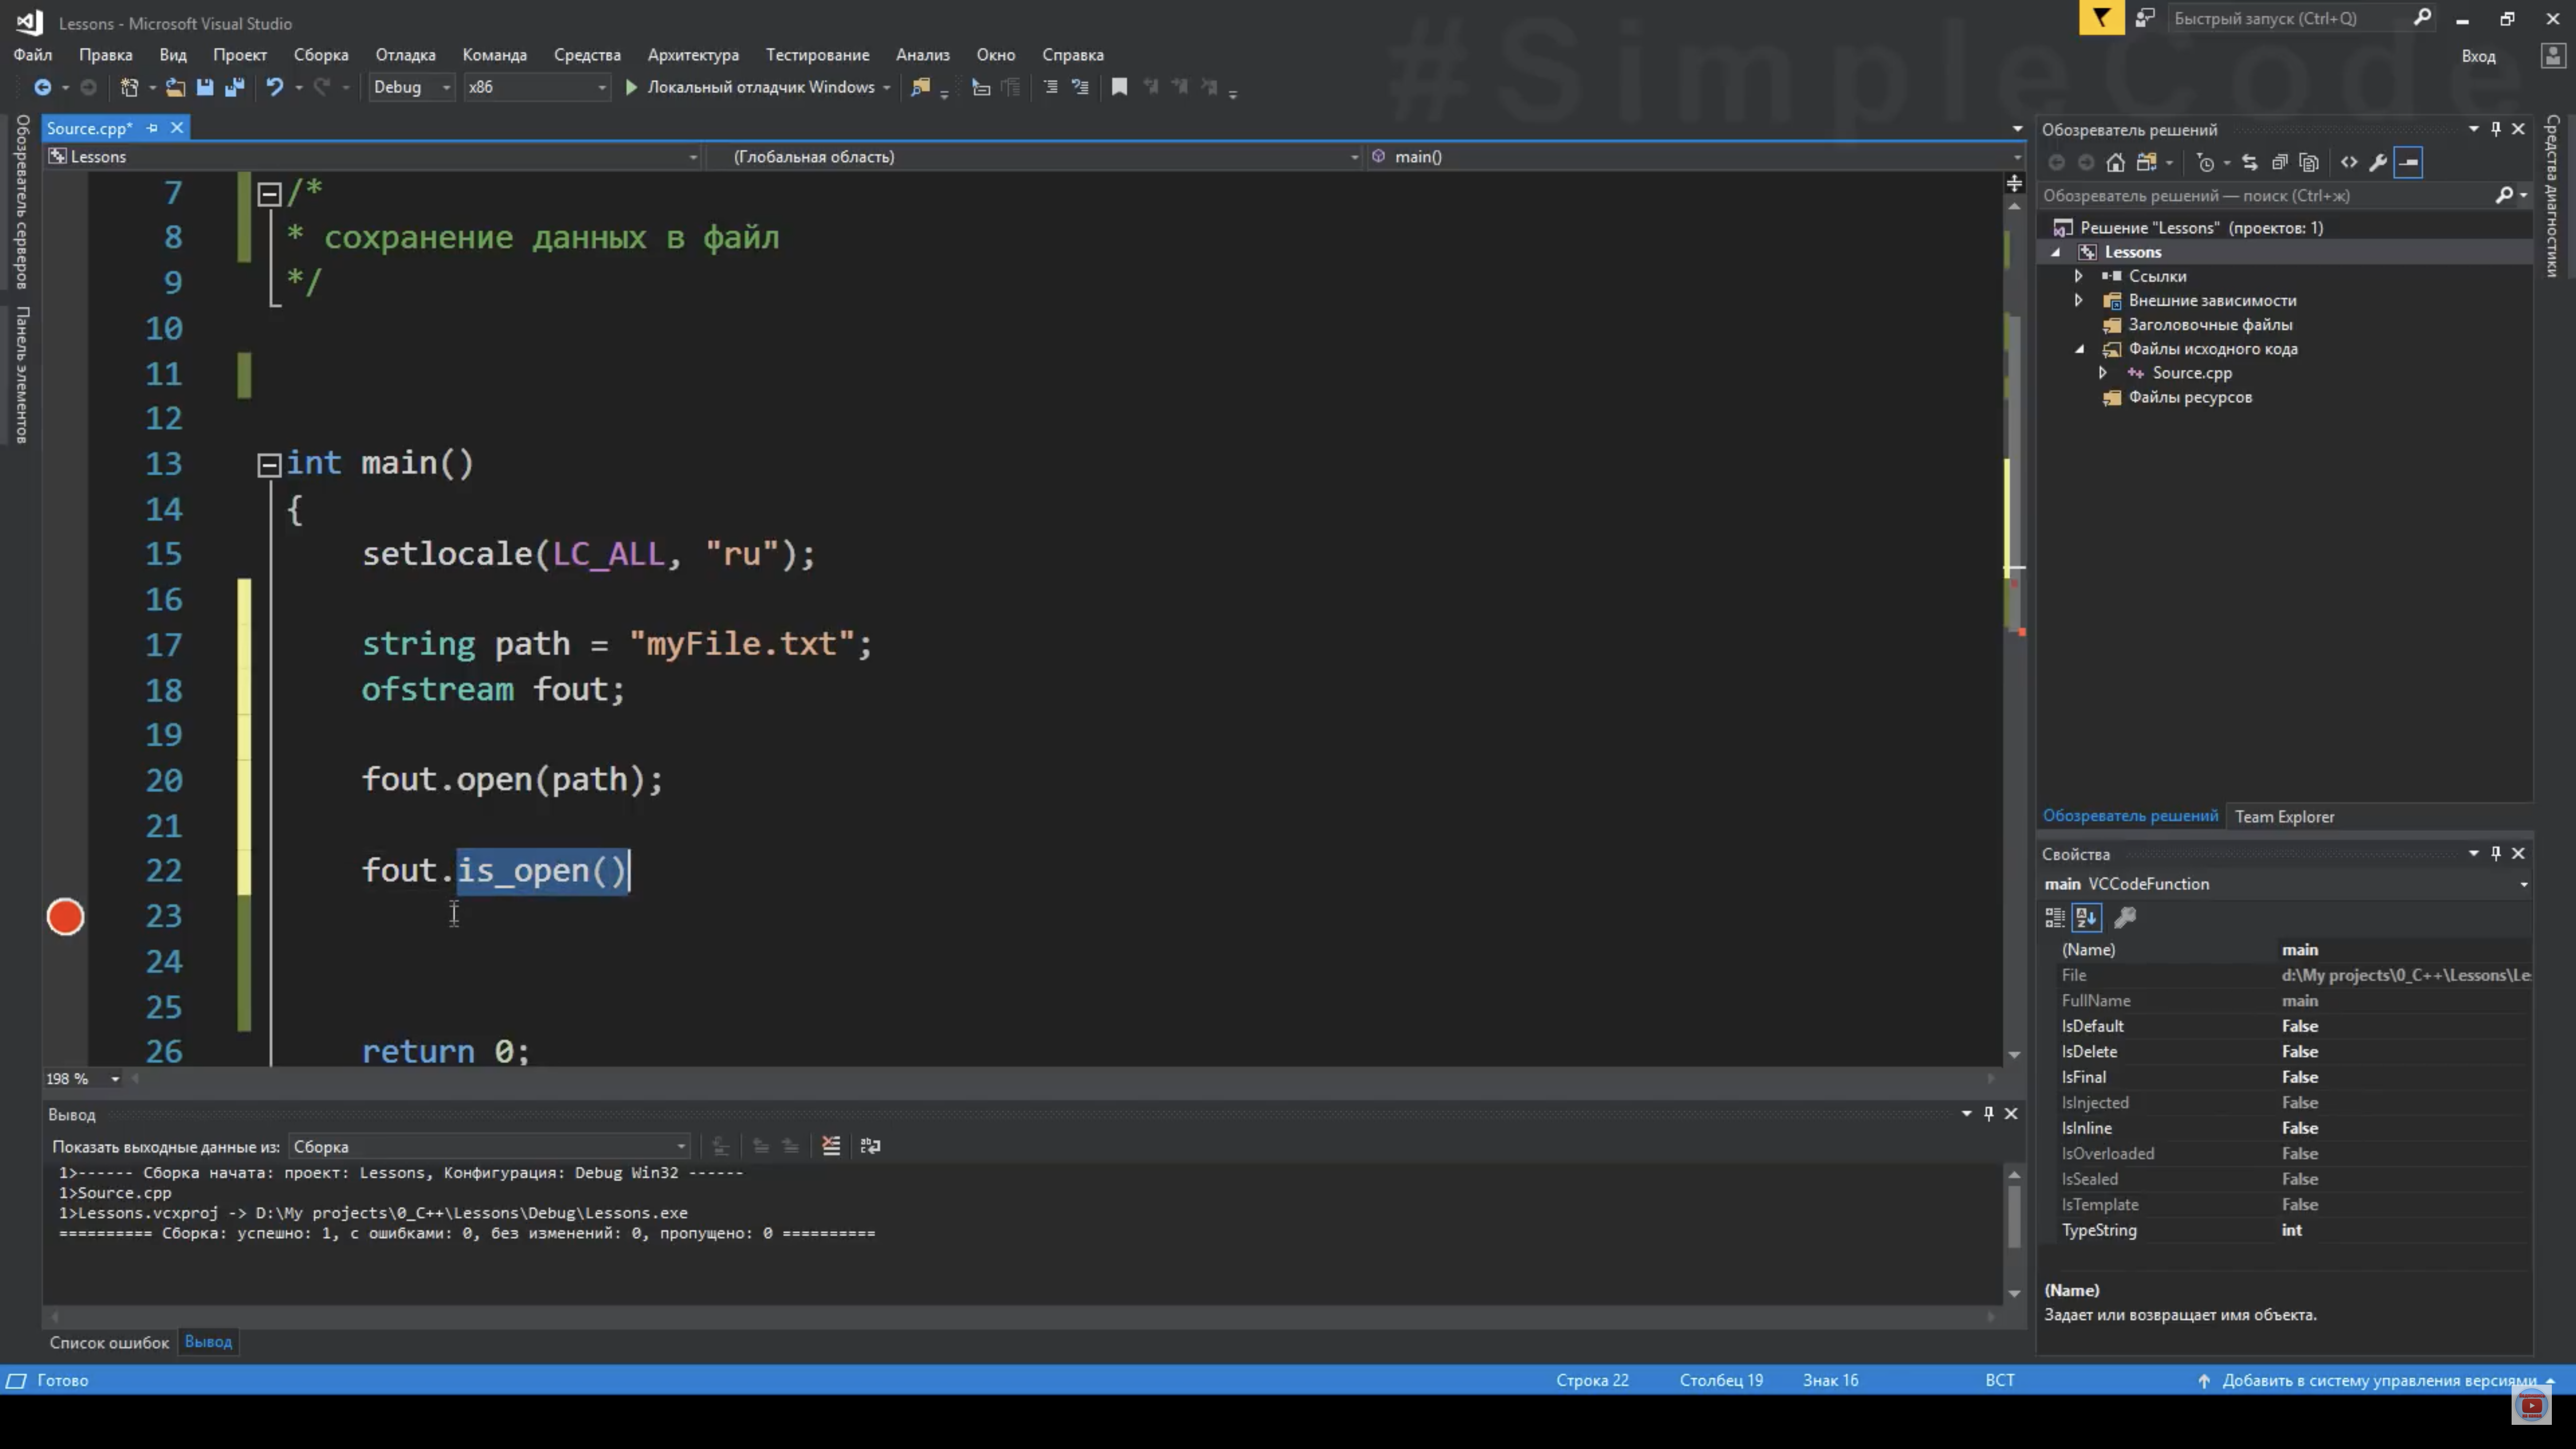 #SimpleCode
Lessons - Microsoft Visual Studio
Быстрый запуск (Ctrl+Q)
Файл Правка Вид Проект Сборка Отладка Команда Средства Архитектура Тестирование Анализ Окно Справка
Вход
Debug x86 Локальный отладчик Windows
Обозреватель серверов
Панель элементов
Source.cpp*
Lessons (Глобальная область) main()
7 /*
8 * сохранение данных в файл
9 */
10
11
12
13 int main()
14 {
15 setlocale(LC_ALL, "ru");
16
17 string path = "myFile.txt";
18 ofstream fout;
19
20 fout.open(path);
21
22 fout.is_open()
23
24
25
26 return 0;
198 %
Вывод
Показать выходные данные из: Сборка
1>------ Сборка начата: проект: Lessons, Конфигурация: Debug Win32 ------
1>Source.cpp
1>Lessons.vcxproj -> D:\My projects\0_C++\Lessons\Debug\Lessons.exe
========== Сборка: успешно: 1, с ошибками: 0, без изменений: 0, пропущено: 0 ==========
Список ошибок Вывод
Обозреватель решений
Обозреватель решений — поиск (Ctrl+ж)
Решение "Lessons" (проектов: 1)
Lessons
Ссылки
Внешние зависимости
Заголовочные файлы
Файлы исходного кода
Source.cpp
Файлы ресурсов
Обозреватель решений Team Explorer
Свойства
main VCCodeFunction
(Name) main
File d:\My projects\0_C++\Lessons\Le
FullName main
IsDefault False
IsDelete False
IsFinal False
IsInjected False
IsInline False
IsOverloaded False
IsSealed False
IsTemplate False
TypeString int
(Name)
Задает или возвращает имя объекта.
Средства диагностики
Готово Строка 22 Столбец 19 Знак 16 ВСТ Добавить в систему управления версиями